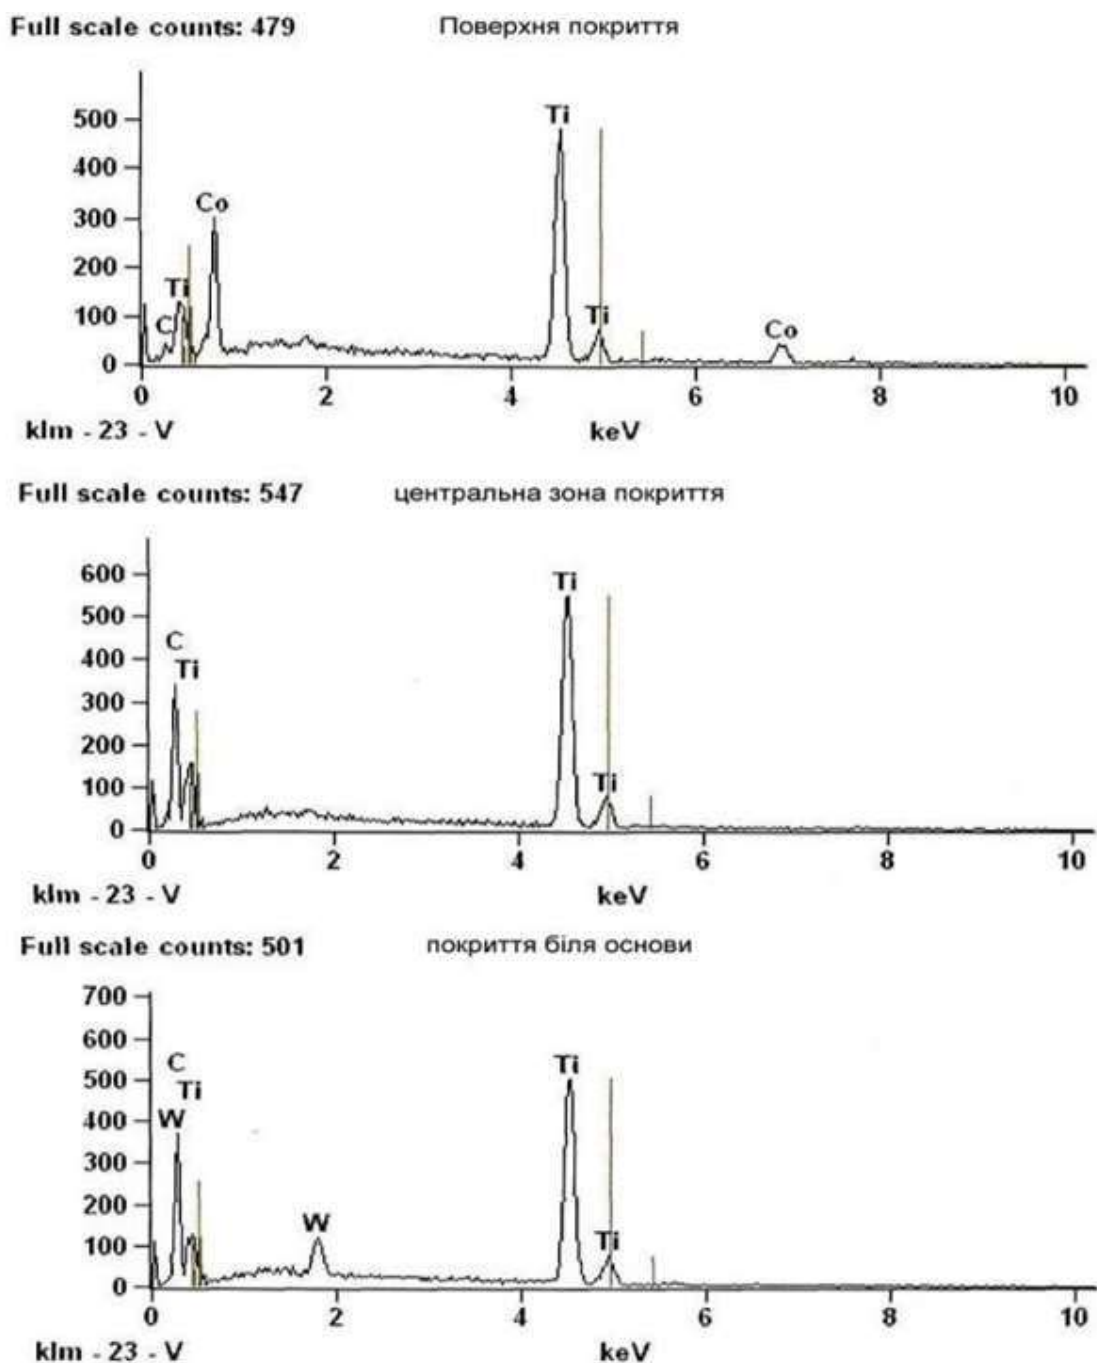 Full scale counts: 479 Поверхня покриття
Ti
500
400
Co
300
200
Ti
Ti
C
100
Co
0
0 2 4 6 8 10
klm - 23 - V keV
Full scale counts: 547 центральна зона покриття
600
Ti
500
C
400
Ti
300
200
100
Ti
0
0 2 4 6 8 10
klm - 23 - V keV
Full scale counts: 501 покриття біля основи
700
600
C
Ti
500
Ti
400
W
300
200
W
100
Ti
0
0 2 4 6 8 10
klm - 23 - V keV